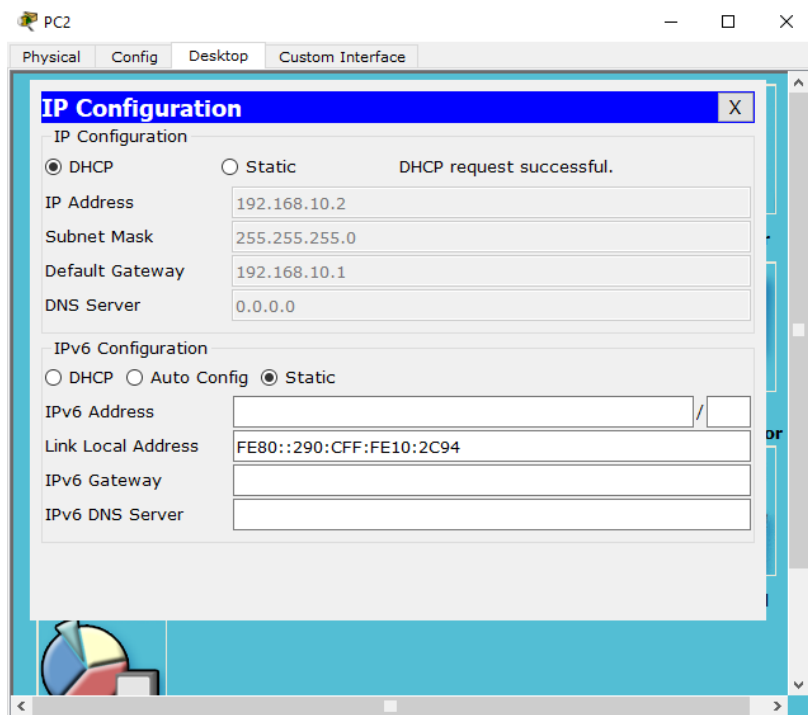 PC2
Physical Config Desktop Custom Interface
IP Configuration X
IP Configuration
DHCP Static DHCP request successful.
IP Address 192.168.10.2
Subnet Mask 255.255.255.0
Default Gateway 192.168.10.1
DNS Server 0.0.0.0
IPv6 Configuration
DHCP Auto Config Static
IPv6 Address /
or
Link Local Address FE80::290:CFF:FE10:2C94
IPv6 Gateway
IPv6 DNS Server